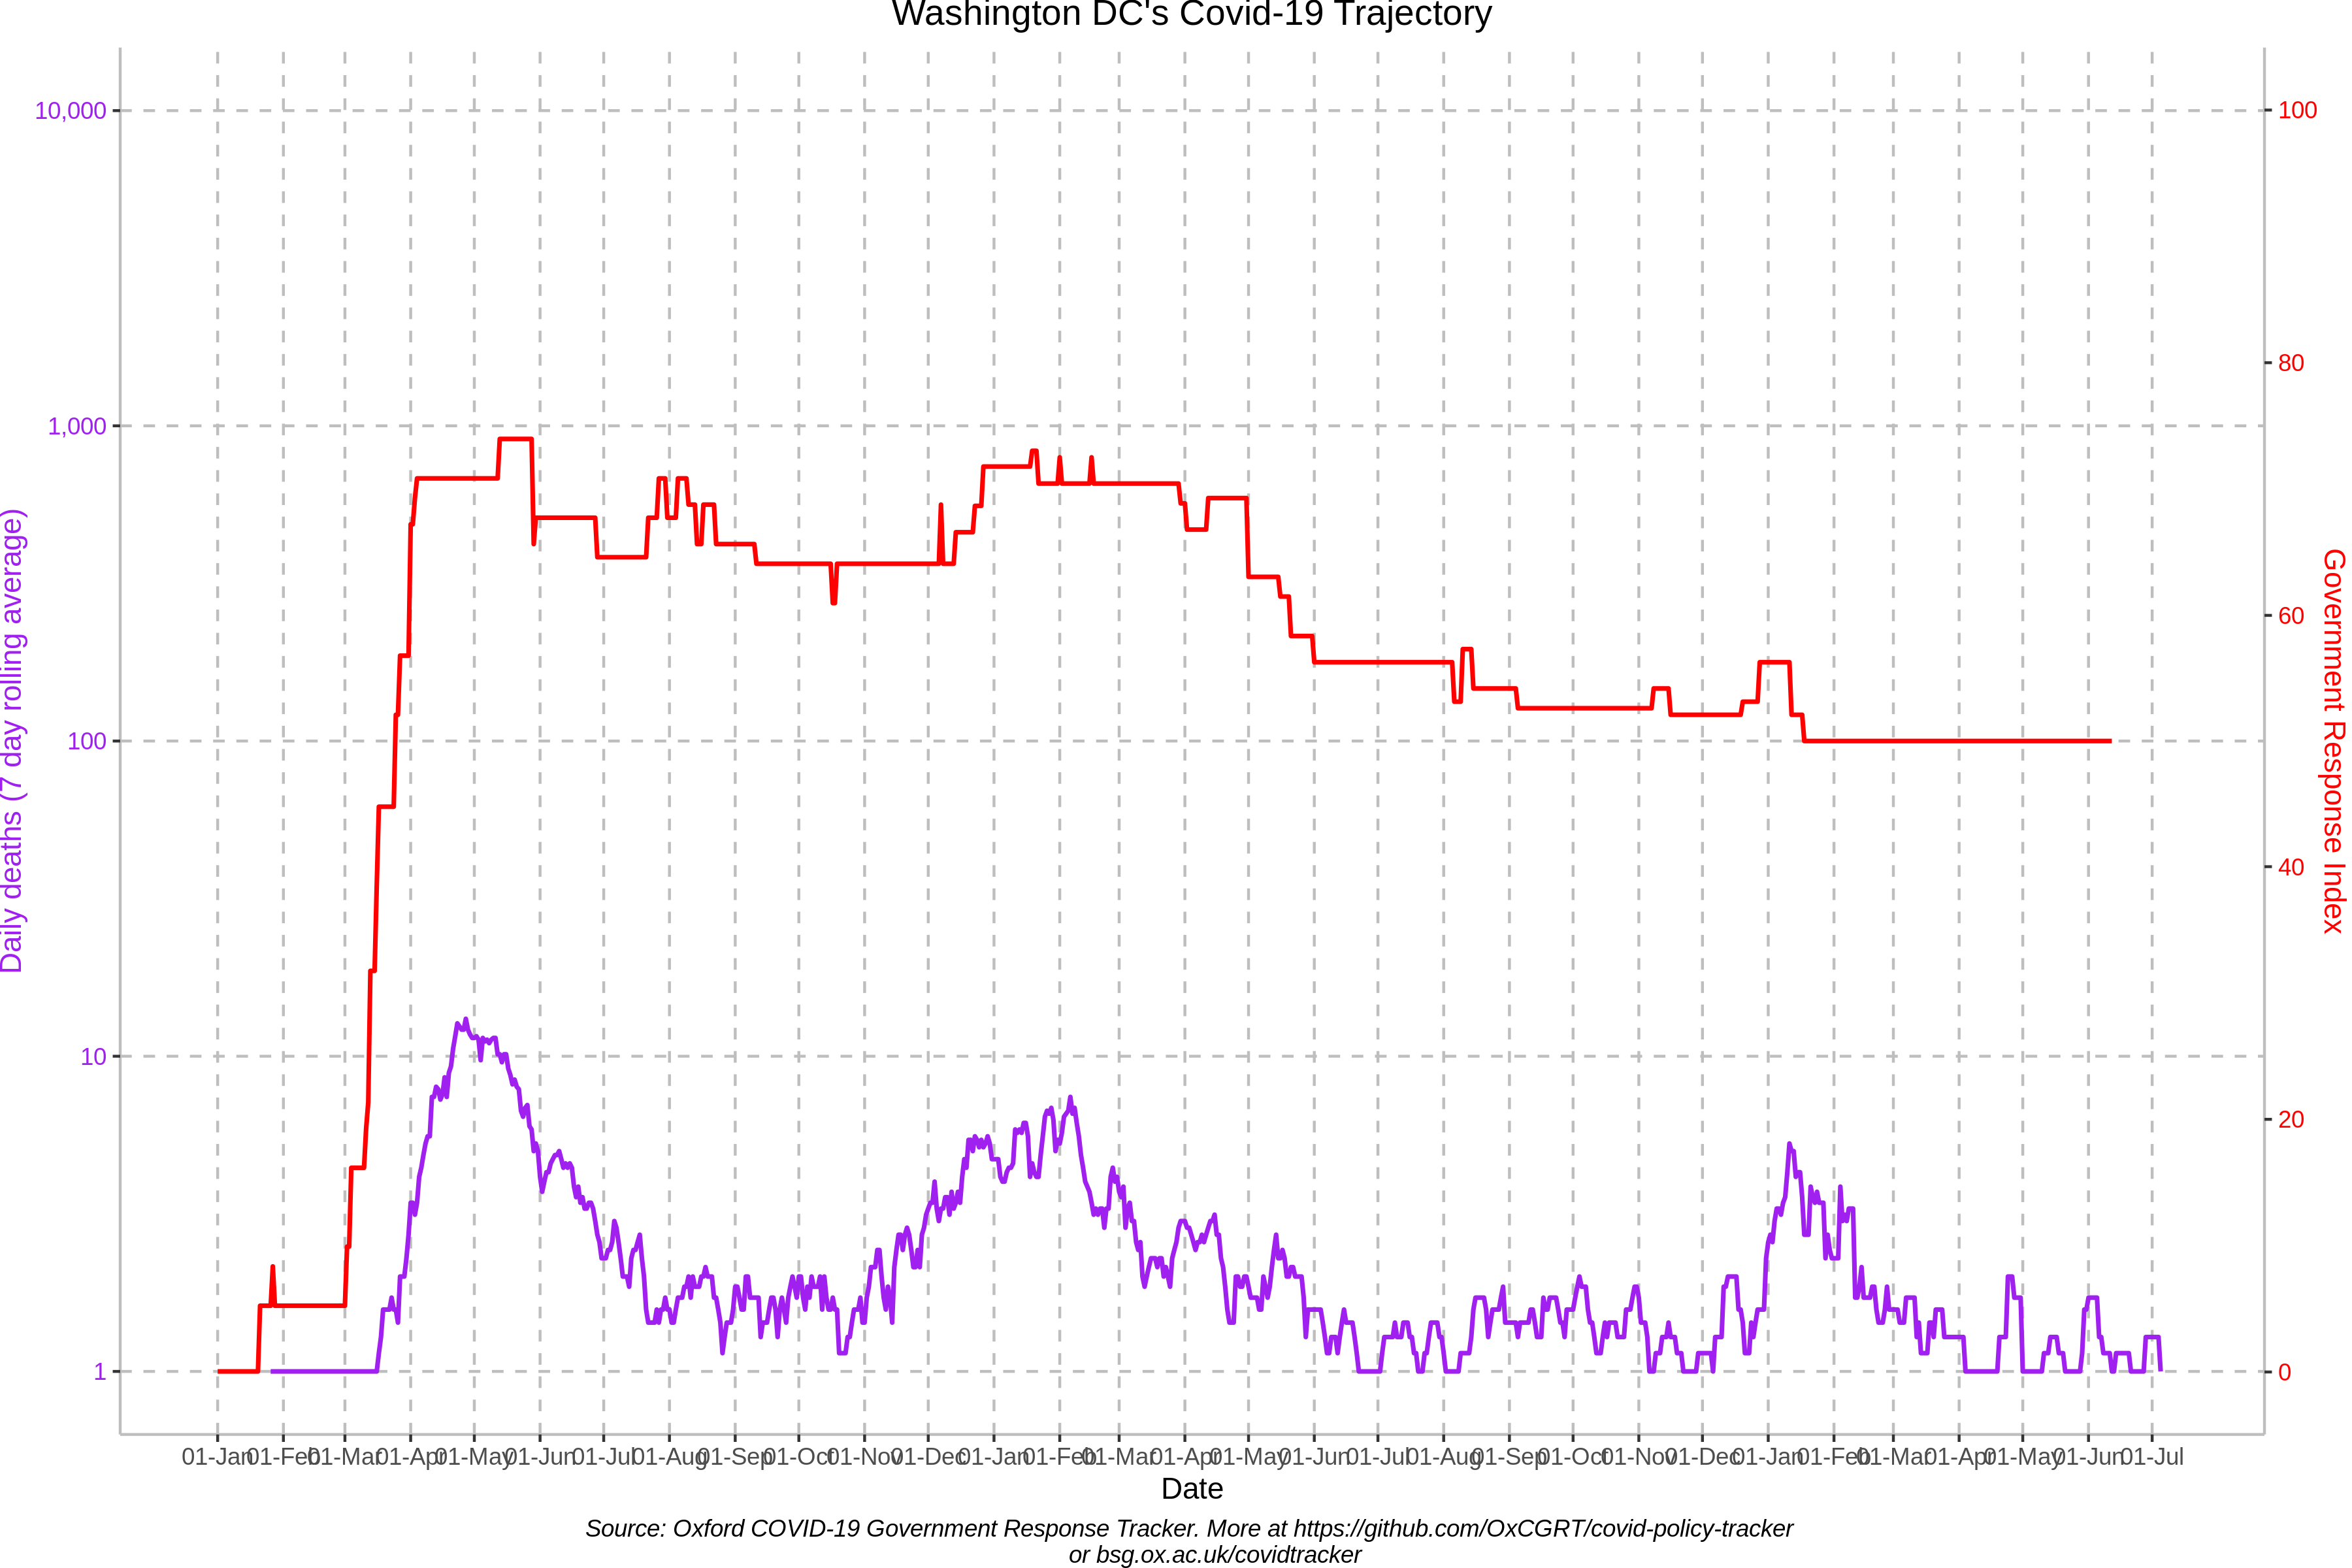 Washington DC's Covid-19 Trajectory
10,000
1,000
100
10
1
Daily deaths (7 day rolling average)
100
80
60
40
20
0
Government Response Index
01-Jan 01-Feb 01-Mar 01-Apr 01-May 01-Jun 01-Jul 01-Aug 01-Sep 01-Oct 01-Nov 01-Dec 01-Jan 01-Feb 01-Mar 01-Apr 01-May 01-Jun 01-Jul 01-Aug 01-Sep 01-Oct 01-Nov 01-Dec 01-Jan 01-Feb 01-Mar 01-Apr 01-May 01-Jun 01-Jul
Date
Source: Oxford COVID-19 Government Response Tracker. More at https://github.com/OxCGRT/covid-policy-tracker
or bsg.ox.ac.uk/covidtracker